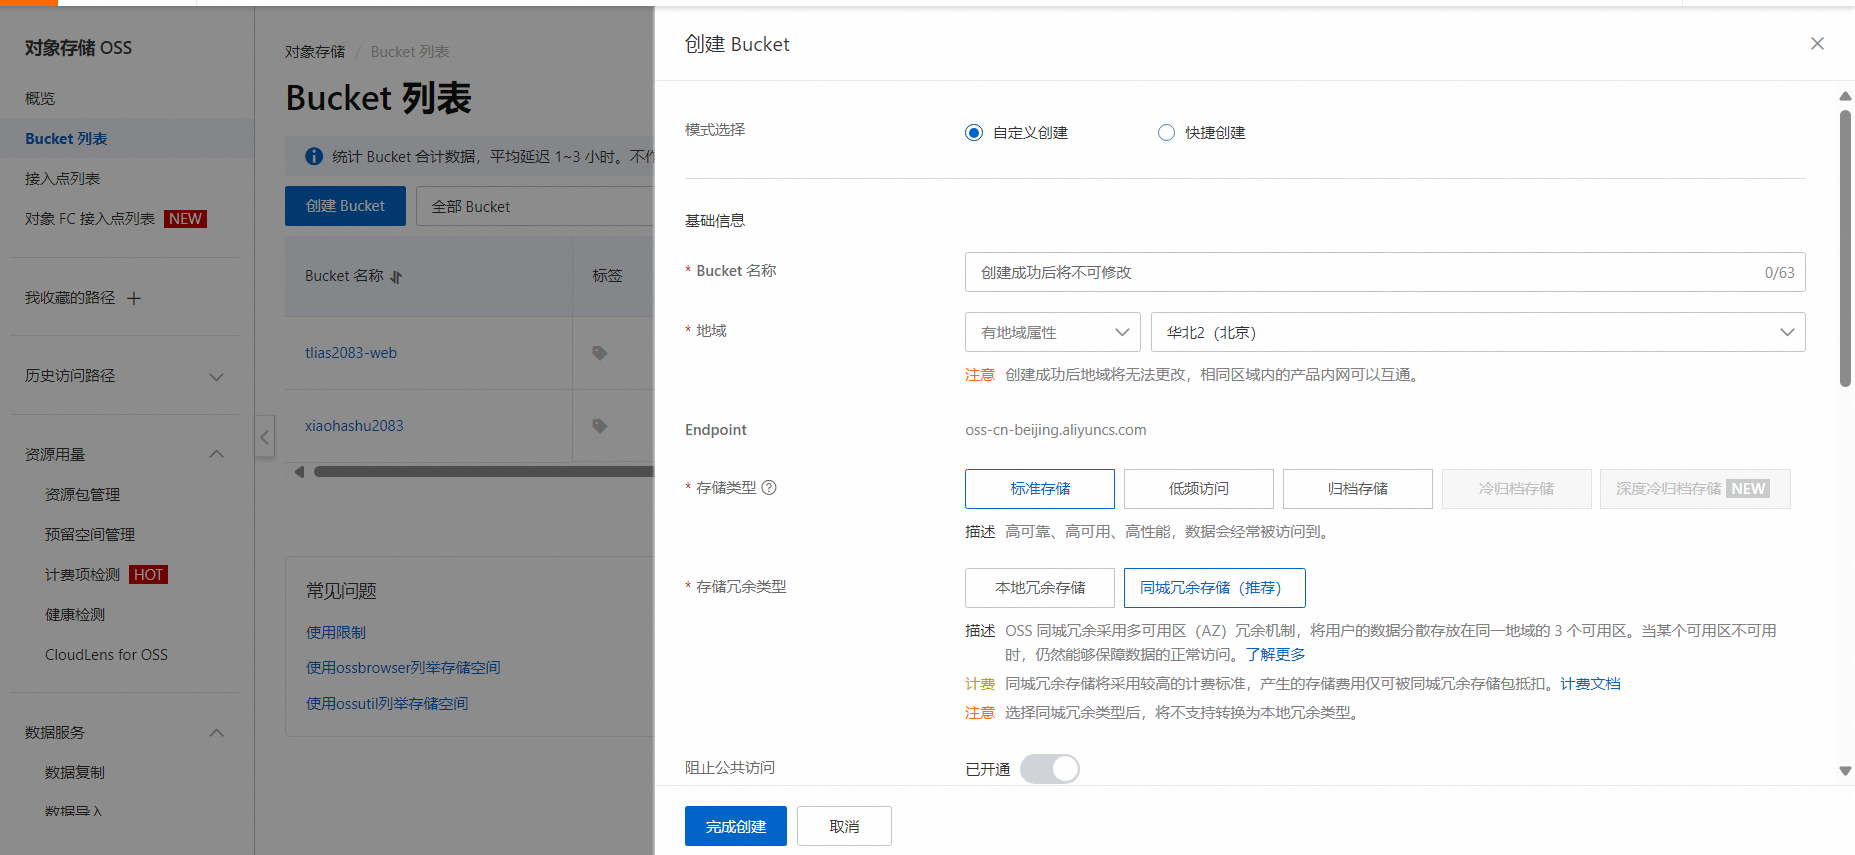 对象存储 OSS
概览
Bucket 列表
接入点列表
对象 FC 接入点列表 NEW
我收藏的路径
历史访问路径
资源用量
资源包管理
预留空间管理
计费项检测 HOT
健康检测
CloudLens for OSS
数据服务
数据复制
数据导入
对象存储 / Bucket 列表
Bucket 列表
统计 Bucket 合计数据，平均延迟 1~3 小时。不作
创建 Bucket
全部 Bucket
Bucket 名称 标签
tlias2083-web
xiaohashu2083
常见问题
使用限制
使用ossbrowser列举存储空间
使用ossutil列举存储空间
创建 Bucket
模式选择 自定义创建 快捷创建
基础信息
* Bucket 名称 创建成功后将不可修改 0/63
* 地域 有地域属性 华北2（北京）
注意 创建成功后地域将无法更改，相同区域内的产品内网可以互通。
Endpoint oss-cn-beijing.aliyuncs.com
* 存储类型 标准存储 低频访问 归档存储 冷归档存储 深度冷归档存储 NEW
描述 高可靠、高可用、高性能，数据会经常被访问到。
* 存储冗余类型 本地冗余存储 同城冗余存储（推荐）
描述 OSS 同城冗余采用多可用区（AZ）冗余机制，将用户的数据分散存放在同一地域的 3 个可用区。当某个可用区不可用
时，仍然能够保障数据的正常访问。了解更多
计费 同城冗余存储将采用较高的计费标准，产生的存储费用仅可被同城冗余存储包抵扣。计费文档
注意 选择同城冗余类型后，将不支持转换为本地冗余类型。
阻止公共访问 已开通
完成创建 取消